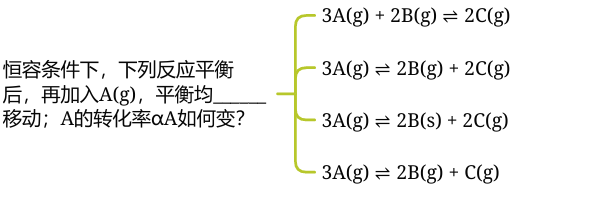 恒容条件下，下列反应平衡
后，再加入A(g)，平衡均______
移动；A的转化率αA如何变？
3A(g) + 2B(g) ⇌ 2C(g)
3A(g) ⇌ 2B(g) + 2C(g)
3A(g) ⇌ 2B(s) + 2C(g)
3A(g) ⇌ 2B(g) + C(g)